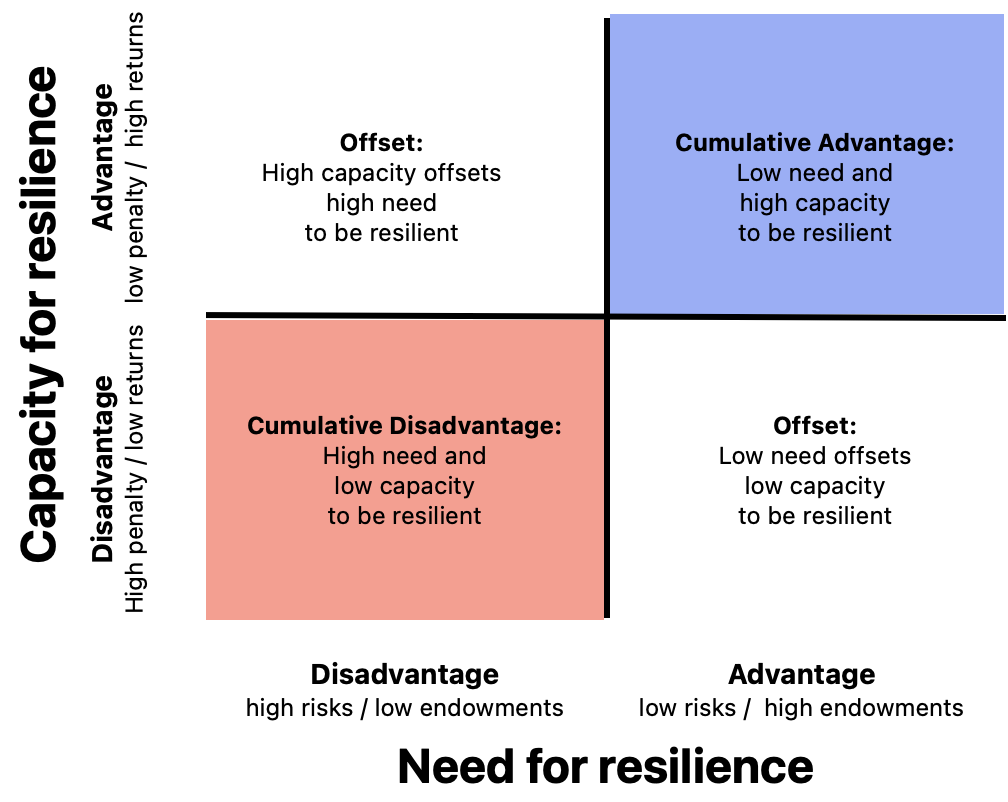 Capacity for resilience
Advantage
low penalty /  high returns
Disadvantage
High penalty / low returns
Offset:
High capacity offsets
high need
to be resilient
Cumulative Advantage:
Low need and
high capacity
to be resilient
Cumulative Disadvantage:
High need and
low capacity
to be resilient
Offset:
Low need offsets
low capacity
to be resilient
Disadvantage
high risks / low endowments
Advantage
low risks /  high endowments
Need for resilience